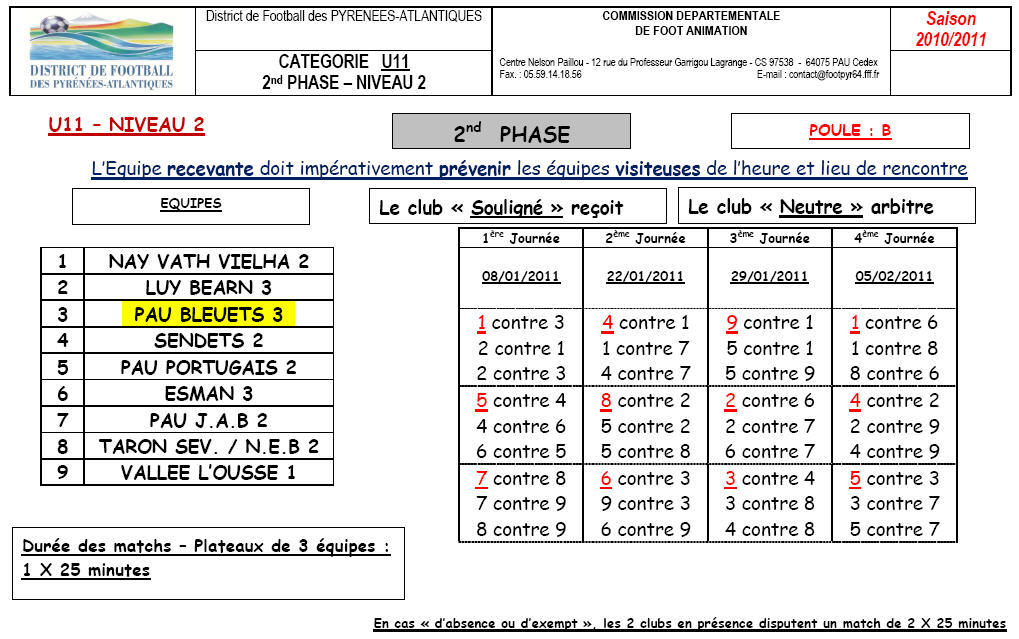 DISTRICT DE FOOTBALL
DES PYRÉNÉES-ATLANTIQUES
District de Football des PYRENEES-ATLANTIQUES
CATEGORIE U11
2nd PHASE – NIVEAU 2
COMMISSION DEPARTEMENTALE
DE FOOT ANIMATION
Centre Nelson Paillou - 12 rue du Professeur Garrigou Lagrange - CS 97538 - 64075 PAU Cedex
Fax. : 05.59.14.18.56 E-mail : contact@footpyr64.fff.fr
Saison
2010/2011
U11 – NIVEAU 2
2nd PHASE
POULE : B
L'Equipe recevante doit impérativement prévenir les équipes visiteuses de l'heure et lieu de rencontre
EQUIPES
Le club « Souligné » reçoit
Le club « Neutre » arbitre
1 NAY VATH VIELHA 2
2 LUY BEARN 3
3 PAU BLEUETS 3
4 SENDETS 2
5 PAU PORTUGAIS 2
6 ESMAN 3
7 PAU J.A.B 2
8 TARON SEV. / N.E.B 2
9 VALLEE L'OUSSE 1
1ère Journée 2ème Journée 3ème Journée 4ème Journée
08/01/2011 22/01/2011 29/01/2011 05/02/2011
1 contre 3 4 contre 1 9 contre 1 1 contre 6
2 contre 1 1 contre 7 5 contre 1 1 contre 8
2 contre 3 4 contre 7 5 contre 9 8 contre 6
5 contre 4 8 contre 2 2 contre 6 4 contre 2
4 contre 6 5 contre 2 2 contre 7 2 contre 9
6 contre 5 5 contre 8 6 contre 7 4 contre 9
7 contre 8 6 contre 3 3 contre 4 5 contre 3
7 contre 9 9 contre 3 3 contre 8 3 contre 7
8 contre 9 6 contre 9 4 contre 8 5 contre 7
Durée des matchs – Plateaux de 3 équipes :
1 X 25 minutes
En cas « d'absence ou d'exempt », les 2 clubs en présence disputent un match de 2 X 25 minutes